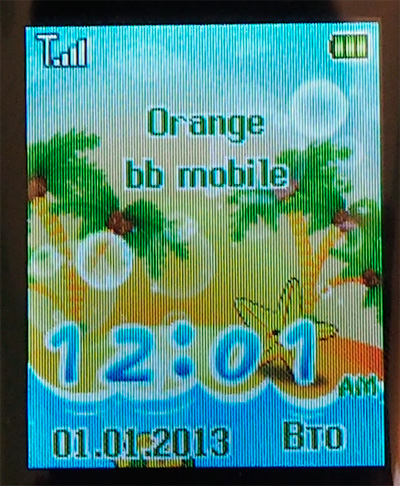 Orange
bb mobile
12:01
AM
01.01.2013 Вто